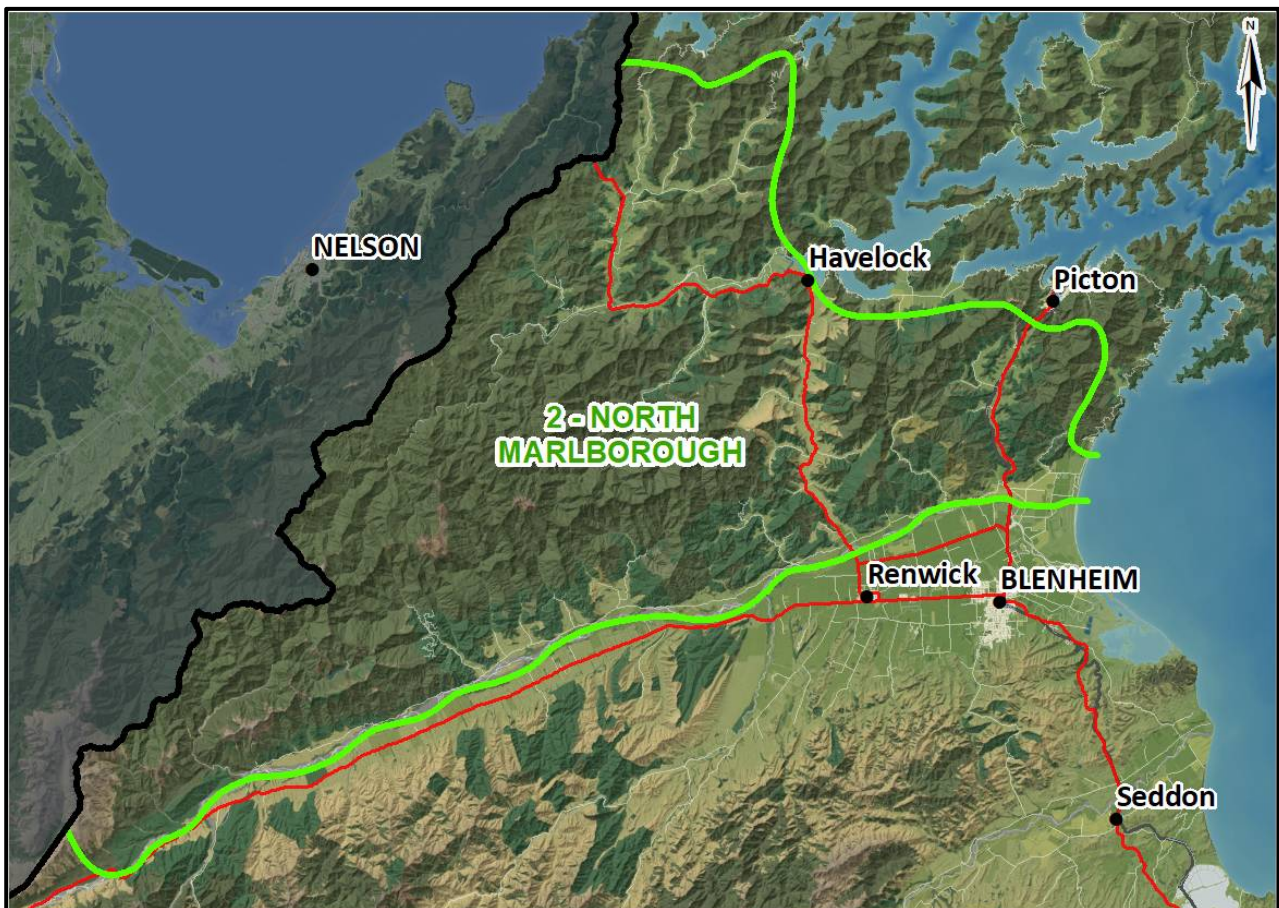 N
NELSON
Havelock
Picton
2 - NORTH
MARLBOROUGH
Renwick
BLENHEIM
Seddon